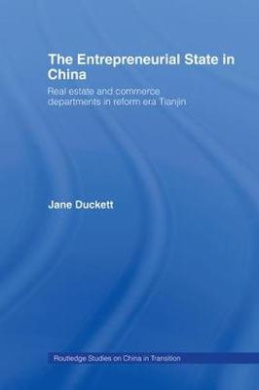 The Entrepreneurial State in
China
Real estate and commerce
departments in reform era Tianjin
Jane Duckett
Routledge Studies on China in Transition